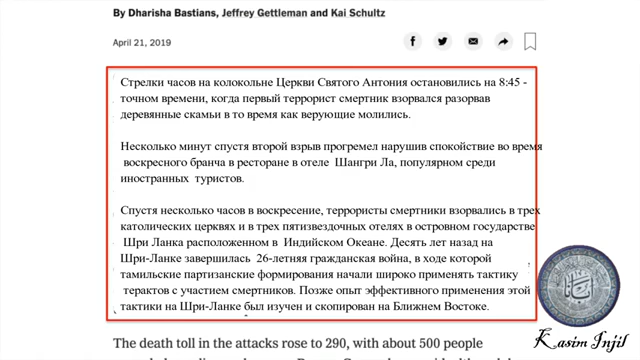 By Dharisha Bastians, Jeffrey Gettleman and Kai Schultz
April 21, 2019
Стрелки часов на колокольне Церкви Святого Антония остановились на 8:45 -
точном времени, когда первый террорист смертник взорвался разорвав
деревянные скамьи в то время как верующие молились.
Несколько минут спустя второй взрыв прогремел нарушив спокойствие во время
воскресного бранча в ресторане в отеле Шангри Ла, популярном среди
иностранных туристов.
Спустя несколько часов в воскресение, террористы смертники взорвались в трех
католических церквях и в трех пятизвездочных отелях в островном государстве
Шри Ланка расположенном в Индийском Океане. Десять лет назад на
Шри-Ланке завершилась 26-летняя гражданская война, в ходе которой
тамильские партизанские формирования начали широко применять тактику
терактов с участием смертников. Позже опыт эффективного применения этой
тактики на Шри-Ланке был изучен и скопирован на Ближнем Востоке.
Kasim Injil
The death toll in the attacks rose to 290, with about 500 people